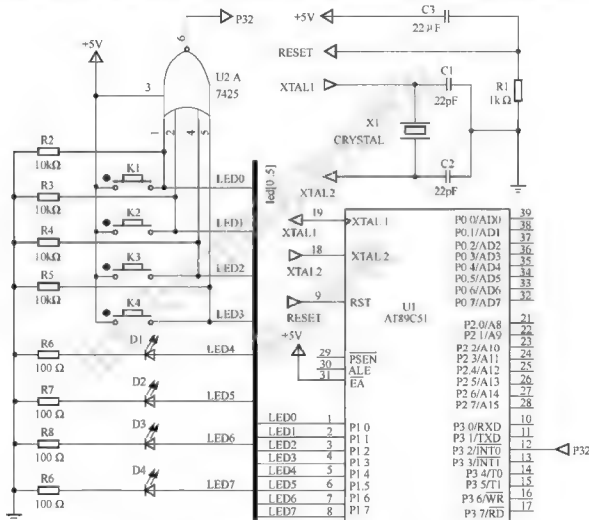 6
P32
+5V
U2 A
7425
3
1
2
4
5
R2
10kΩ
K1
LED0
R3
10kΩ
K2
LED1
R4
10kΩ
K3
LED2
R5
10kΩ
K4
LED3
R6
100 Ω
D1
LED4
R7
100 Ω
D2
LED5
R8
100 Ω
D3
LED6
R6
100 Ω
D4
LED7
led[0..5]
C3
+5V
22μF
RESET
XTAL1
C1
22pF
R1
1kΩ
X1
CRYSTAL
C2
22pF
XTAL2
XTAL1
19
XTAL1
XTAL2
18
XTAL2
RESET
9
RST
+5V
29
PSEN
30
ALE
31
EA
U1
AT89C51
LED0 1 P1 0
LED1 2 P1 1
LED2 3 P1 2
LED3 4 P1 3
LED4 5 P1 4
LED5 6 P1.5
LED6 7 P1 6
LED7 8 P1 7
P0 0/AD0 39
P0.1/AD1 38
P0.2/AD2 37
P0 3/AD3 36
P0 4/AD4 35
P0.5/AD5 34
P0 6/AD6 33
P0 7/AD7 32
P2.0/A8 21
P2 1/A9 22
P2 2/A10 23
P2 3/A11 24
P2 4/A12 25
P2 5/A13 26
P2 6/A14 27
P2 7/A15 28
P3 0/RXD 10
P3 1/TXD 11
P3 2/INT0 12
P32
P3 3/INT1 13
P3 4/T0 14
P3 5/T1 15
P3 6/WR 16
P3 7/RD 17